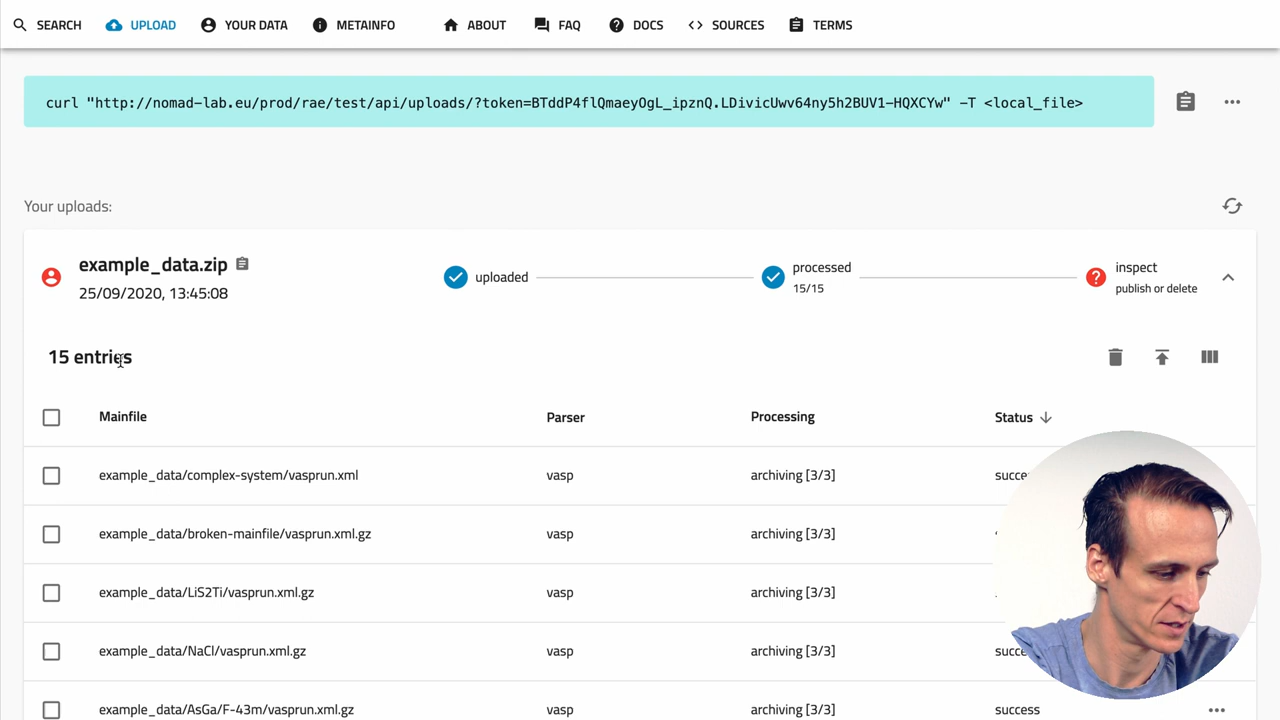 SEARCH UPLOAD YOUR DATA METAINFO ABOUT FAQ DOCS SOURCES TERMS
curl "http://nomad-lab.eu/prod/rae/test/api/uploads/?token=BTddP4flQmaeyOgL_ipznQ.LDivicUwv64ny5h2BUV1-HQXCYw" -T <local_file>
Your uploads:
example_data.zip
25/09/2020, 13:45:08
uploaded
processed
15/15
inspect
publish or delete
15 entries
Mainfile Parser Processing Status
example_data/complex-system/vasprun.xml vasp archiving [3/3]
example_data/broken-mainfile/vasprun.xml.gz vasp archiving [3/3]
example_data/LiS2Ti/vasprun.xml.gz vasp archiving [3/3]
example_data/NaCl/vasprun.xml.gz vasp archiving [3/3]
example_data/AsGa/F-43m/vasprun.xml.gz vasp archiving [3/3] success